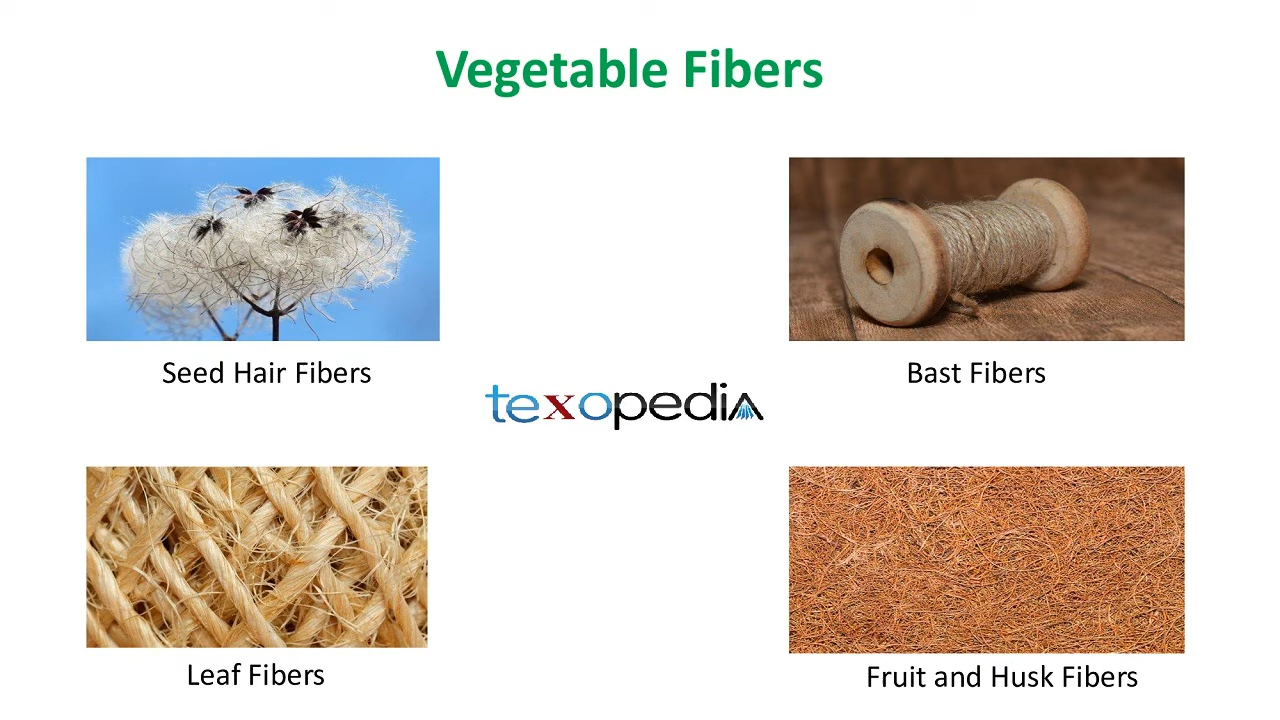 Vegetable Fibers
Seed Hair Fibers
Bast Fibers
texopedia
Leaf Fibers
Fruit and Husk Fibers